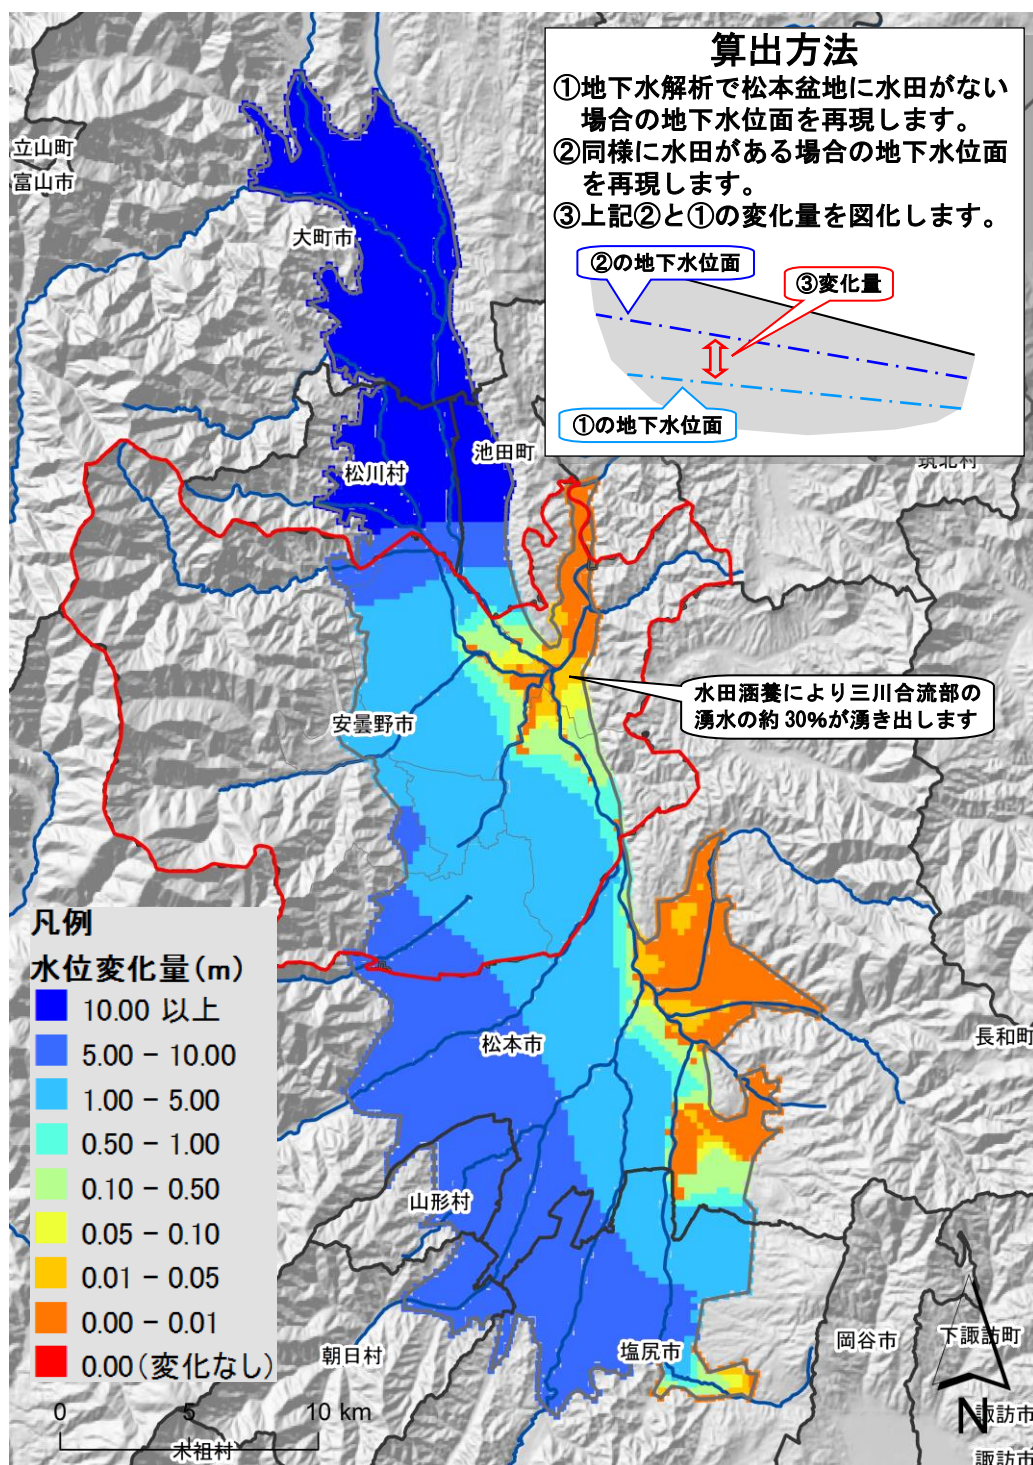 算出方法
①地下水解析で松本盆地に水田がない
場合の地下水位面を再現します。
②同様に水田がある場合の地下水位面
を再現します。
③上記②と①の変化量を図化します。
②の地下水位面
③変化量
①の地下水位面
立山町
富山市
大町市
池田町
松川村
筑北村
水田涵養により三川合流部の
湧水の約30%が湧き出します
安曇野市
松本市
長和町
山形村
朝日村
塩尻市
岡谷市
下諏訪町
諏訪市
諏訪市
木祖村
凡例
水位変化量(m)
10.00 以上
5.00 - 10.00
1.00 - 5.00
0.50 - 1.00
0.10 - 0.50
0.05 - 0.10
0.01 - 0.05
0.00 - 0.01
0.00(変化なし)
0 5 10 km
N